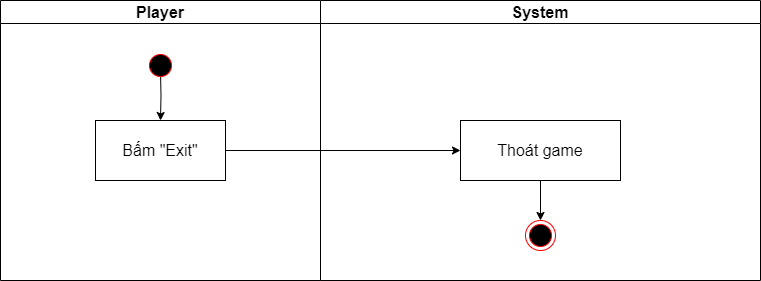 Player
System
Bấm "Exit"
Thoát game